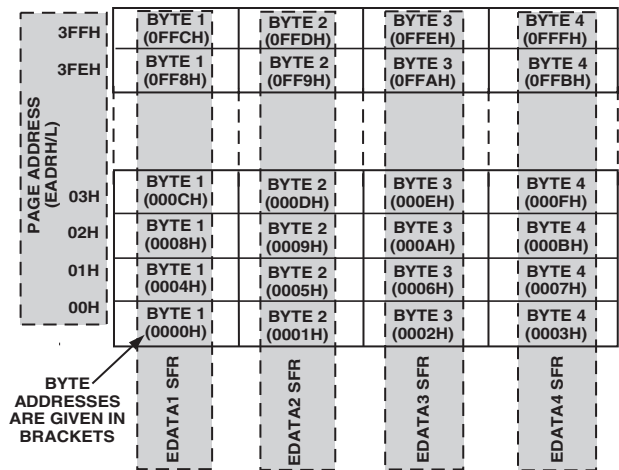 PAGE ADDRESS
(EADRH/L)
3FFH
BYTE 1
(0FFCH)
BYTE 2
(0FFDH)
BYTE 3
(0FFEH)
BYTE 4
(0FFFH)
3FEH
BYTE 1
(0FF8H)
BYTE 2
(0FF9H)
BYTE 3
(0FFAH)
BYTE 4
(0FFBH)
03H
BYTE 1
(000CH)
BYTE 2
(000DH)
BYTE 3
(000EH)
BYTE 4
(000FH)
02H
BYTE 1
(0008H)
BYTE 2
(0009H)
BYTE 3
(000AH)
BYTE 4
(000BH)
01H
BYTE 1
(0004H)
BYTE 2
(0005H)
BYTE 3
(0006H)
BYTE 4
(0007H)
00H
BYTE 1
(0000H)
BYTE 2
(0001H)
BYTE 3
(0002H)
BYTE 4
(0003H)
BYTE
ADDRESSES
ARE GIVEN IN
BRACKETS
EDATA1 SFR
EDATA2 SFR
EDATA3 SFR
EDATA4 SFR